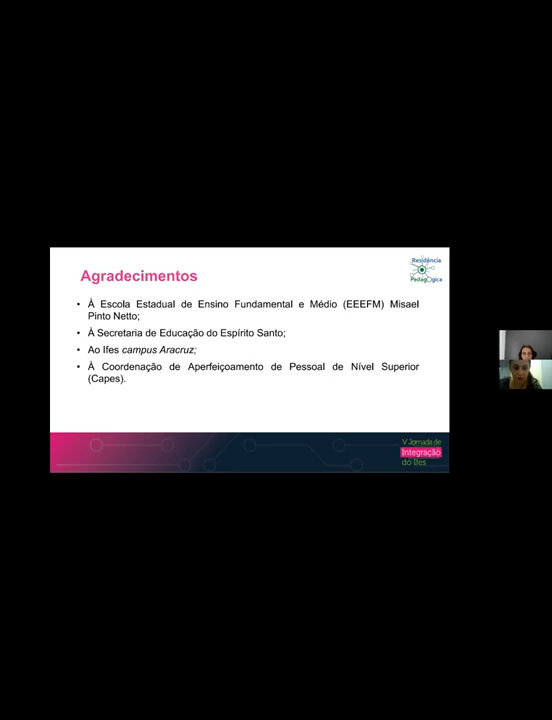 Residência
Pedagógica
Agradecimentos
• À Escola Estadual de Ensino Fundamental e Médio (EEEFM) Misael
Pinto Netto;
• À Secretaria de Educação do Espírito Santo;
• Ao Ifes campus Aracruz;
• À Coordenação de Aperfeiçoamento de Pessoal de Nível Superior
(Capes).
V Jornada de
Integração
do Ifes